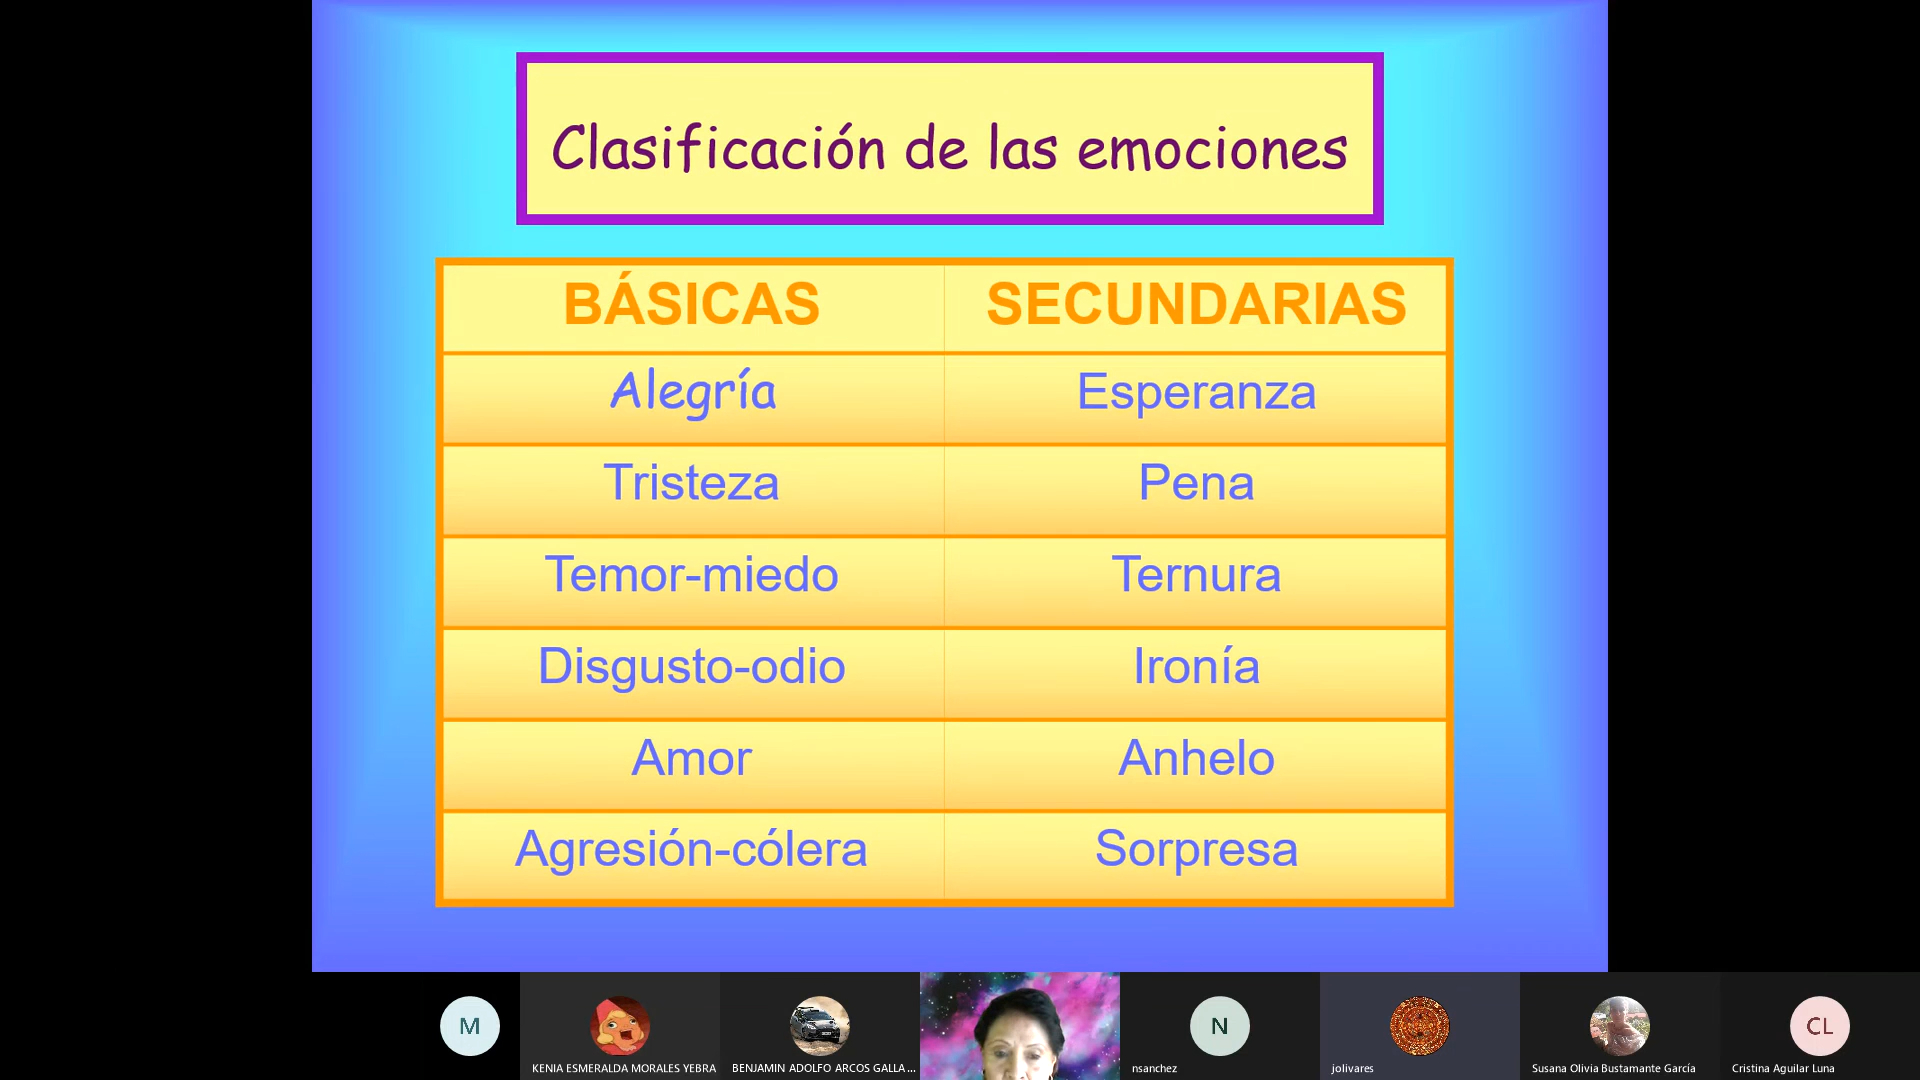 Clasificación de las emociones
BÁSICAS SECUNDARIAS
Alegría Esperanza
Tristeza Pena
Temor-miedo Ternura
Disgusto-odio Ironía
Amor Anhelo
Agresión-cólera Sorpresa
M N CL
KENIA ESMERALDA MORALES YEBRA BENJAMIN ADOLFO ARCOS GALLA... nsanchez jolivares Susana Olivia Bustamante García Cristina Aguilar Luna